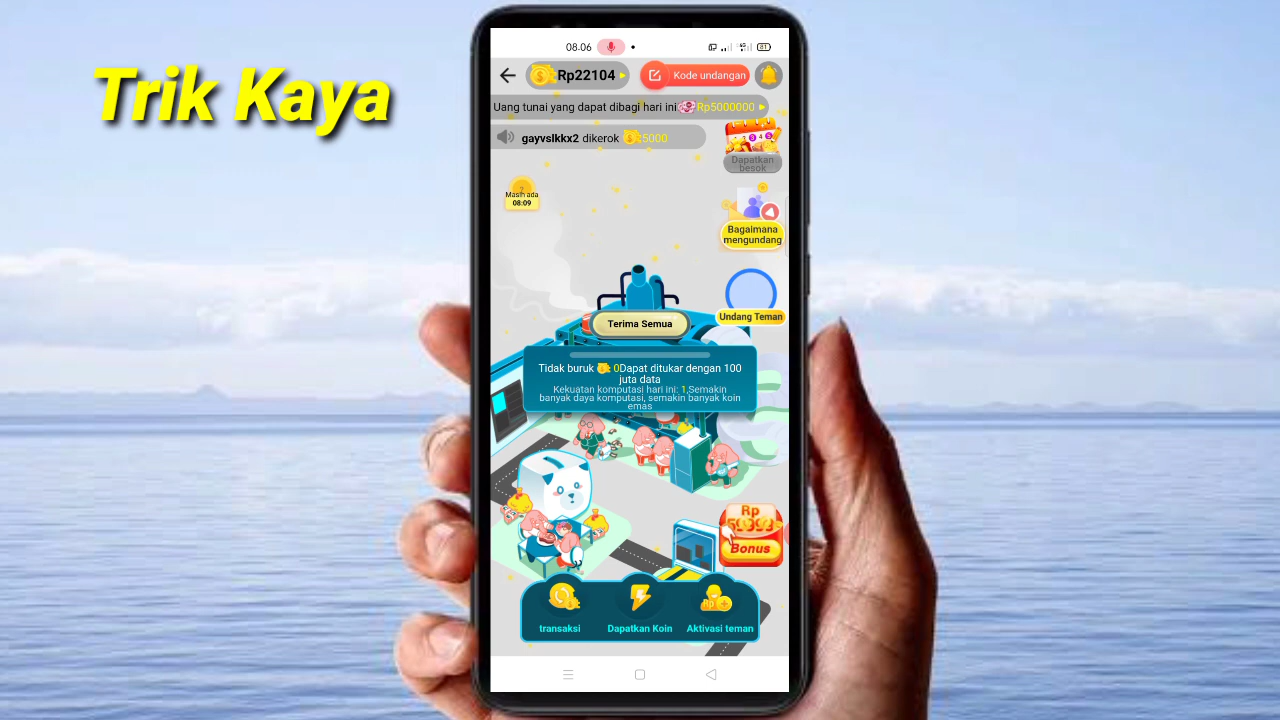 Trik Kaya
08.06
81
Rp22104
Kode undangan
Uang tunai yang dapat dibagi hari ini Rp5000000
gayvslkkx2 dikerok 5000
Dapatkan
besok
Masih ada
08:09
Bagaimana
mengundang
Undang Teman
Terima Semua
Tidak buruk 0Dapat ditukar dengan 100
juta data
Kekuatan komputasi hari ini: 1,Semakin
banyak daya komputasi, semakin banyak koin
emas
Rp
Bonus
transaksi
Dapatkan Koin
Aktivasi teman